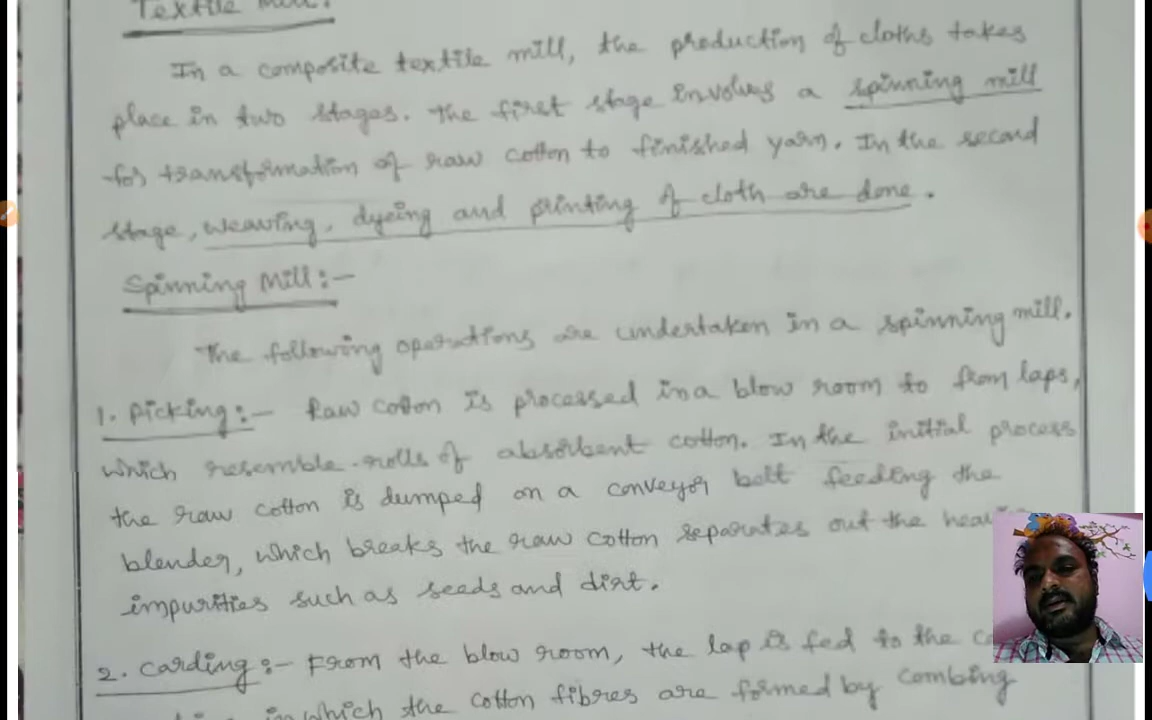 Textile Mill:
In a composite textile mill, the production of cloths takes
place in two stages. The first stage involves a spinning mill
for transformation of raw cotton to finished yarn. In the second
stage, weaving, dyeing and printing of cloth are done.
Spinning Mill:-
The following operations are undertaken in a spinning mill.
1. Picking:- Raw cotton is processed in a blow room to from laps,
which resemble rolls of absorbent cotton. In the initial process
the raw cotton is dumped on a conveyor belt feeding the
blender, which breaks the raw cotton separates out the
impurities such as seeds and dirt.
2. Carding:- From the blow room, the lap is fed to the
in which the cotton fibres are formed by combing